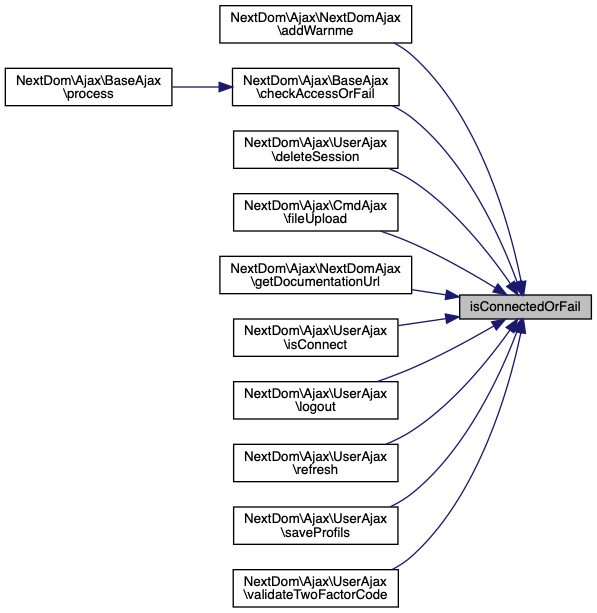 NextDom\Ajax\NextDomAjax
\addWarnme
NextDom\Ajax\BaseAjax
\process
NextDom\Ajax\BaseAjax
\checkAccessOrFail
NextDom\Ajax\UserAjax
\deleteSession
NextDom\Ajax\CmdAjax
\fileUpload
NextDom\Ajax\NextDomAjax
\getDocumentationUrl
isConnectedOrFail
NextDom\Ajax\UserAjax
\isConnect
NextDom\Ajax\UserAjax
\logout
NextDom\Ajax\UserAjax
\refresh
NextDom\Ajax\UserAjax
\saveProfils
NextDom\Ajax\UserAjax
\validateTwoFactorCode